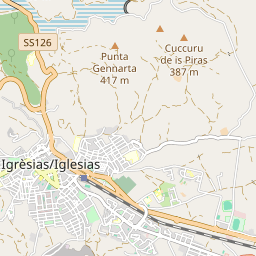 SS126
Punta
Gennarta
417 m
Cuccuru
de is Piras
387 m
Igrèsias/Iglesias